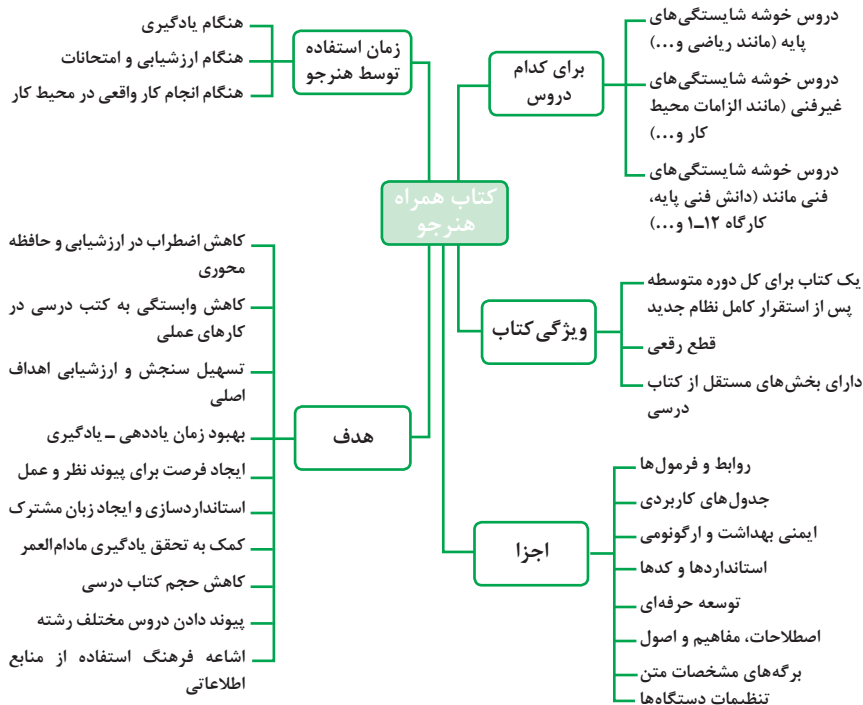 کتاب همراه
هنرجو
برای کدام
دروس
دروس خوشه شایستگی‌های
پایه (مانند ریاضی و...)
دروس خوشه شایستگی‌های
غیرفنی (مانند الزامات محیط
کار و...)
دروس خوشه شایستگی‌های
فنی مانند (دانش فنی پایه،
کارگاه ۱۲ــ۱ و...)
ویژگی کتاب
یک کتاب برای کل دوره متوسطه
پس از استقرار کامل نظام جدید
قطع رقعی
دارای بخش‌های مستقل از کتاب
درسی
اجزا
روابط و فرمول‌ها
جدول‌های کاربردی
ایمنی بهداشت و ارگونومی
استانداردها و کدها
توسعه حرفه‌ای
اصطلاحات، مفاهیم و اصول
برگه‌های مشخصات متن
تنظیمات دستگاه‌ها
زمان استفاده
توسط هنرجو
هنگام یادگیری
هنگام ارزشیابی و امتحانات
هنگام انجام کار واقعی در محیط کار
هدف
کاهش اضطراب در ارزشیابی و حافظه
محوری
کاهش وابستگی به کتب درسی در
کارهای عملی
تسهیل سنجش و ارزشیابی اهداف
اصلی
بهبود زمان یاددهی ــ یادگیری
ایجاد فرصت برای پیوند نظر و عمل
استانداردسازی و ایجاد زبان مشترک
کمک به تحقق یادگیری مادام‌العمر
کاهش حجم کتاب درسی
پیوند دادن دروس مختلف رشته
اشاعه فرهنگ استفاده از منابع
اطلاعاتی